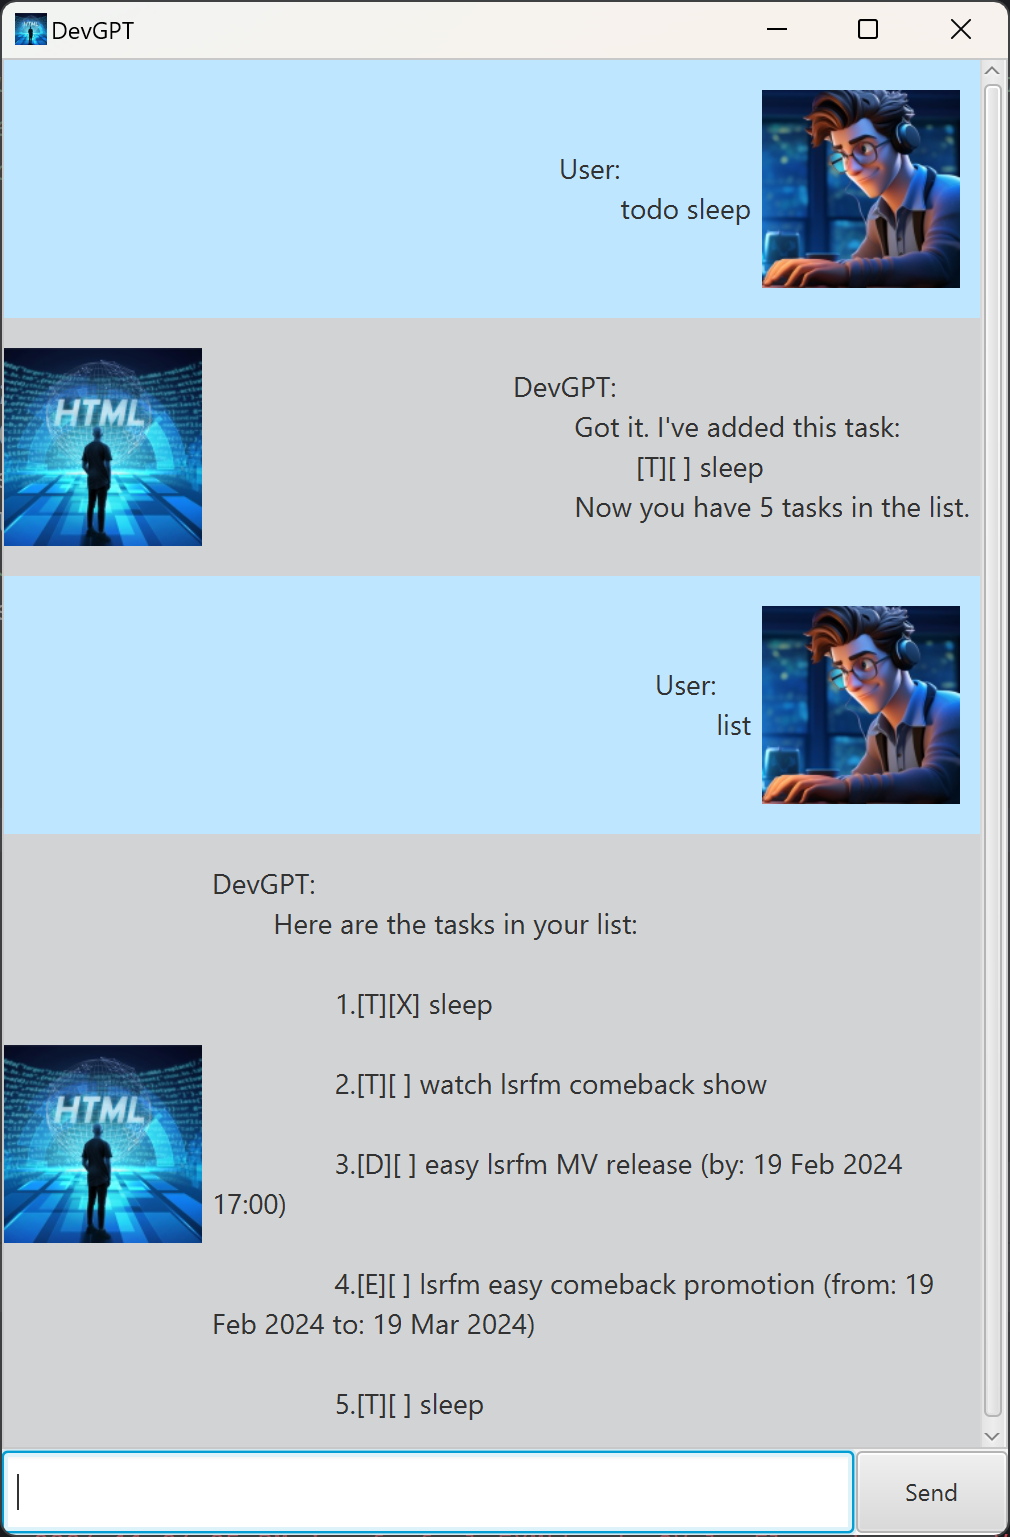 DevGPT
User:
todo sleep
HTML
DevGPT:
Got it. I've added this task:
[T][ ] sleep
Now you have 5 tasks in the list.
User:
list
DevGPT:
Here are the tasks in your list:
1.[T][X] sleep
2.[T][ ] watch lsrfm comeback show
3.[D][ ] easy lsrfm MV release (by: 19 Feb 2024
17:00)
HTML
4.[E][ ] lsrfm easy comeback promotion (from: 19
Feb 2024 to: 19 Mar 2024)
5.[T][ ] sleep
Send